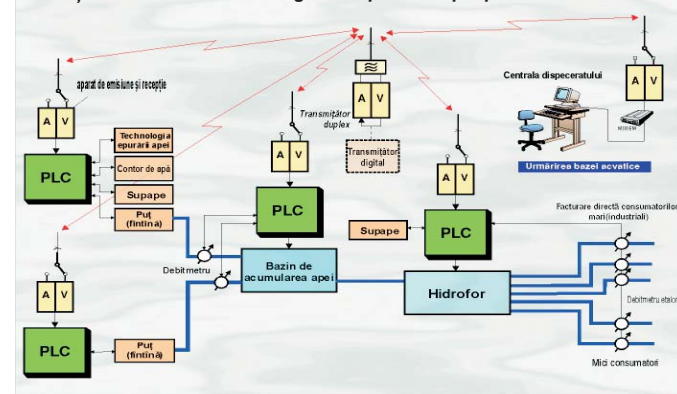 Centrala dispeceratului
aparat de emisiune și recepție
A V
A V
Transmițător
duplex
A V
Transmițător
digital
A V
MODEM
Urmărirea bazei acvatice
Technologia
epurării apei
Contor de apă
Supape
Puț
(fîntînă)
PLC
A V
PLC
A V
Supape
PLC
Facturare directă consumatorilor
mari(industriali)
Debitmetru
Bazin de
acumularea apei
Hidrofor
Debitmetru etalon
A V
PLC
Puț
(fîntînă)
Mici consumatori